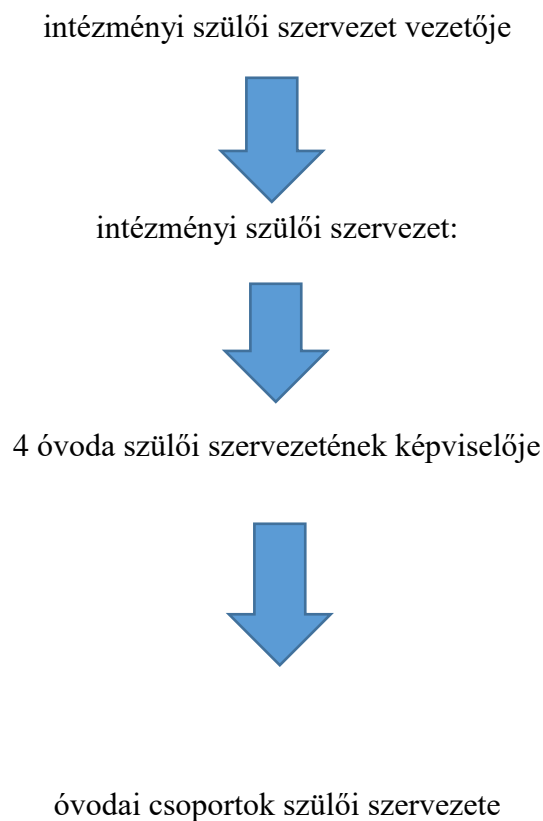 intézményi szülői szervezet vezetője
intézményi szülői szervezet:
4 óvoda szülői szervezetének képviselője
óvodai csoportok szülői szervezete